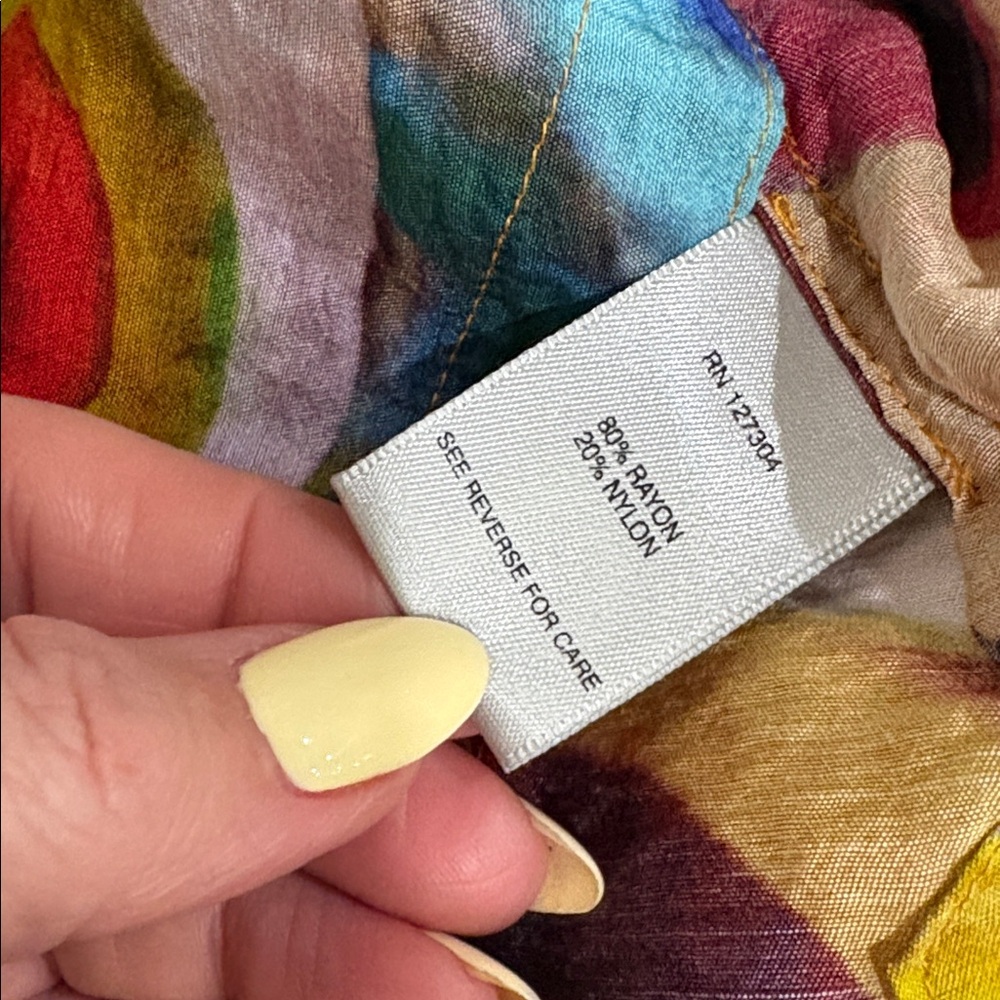 RN 127304
80% RAYON
20% NYLON
SEE REVERSE FOR CARE